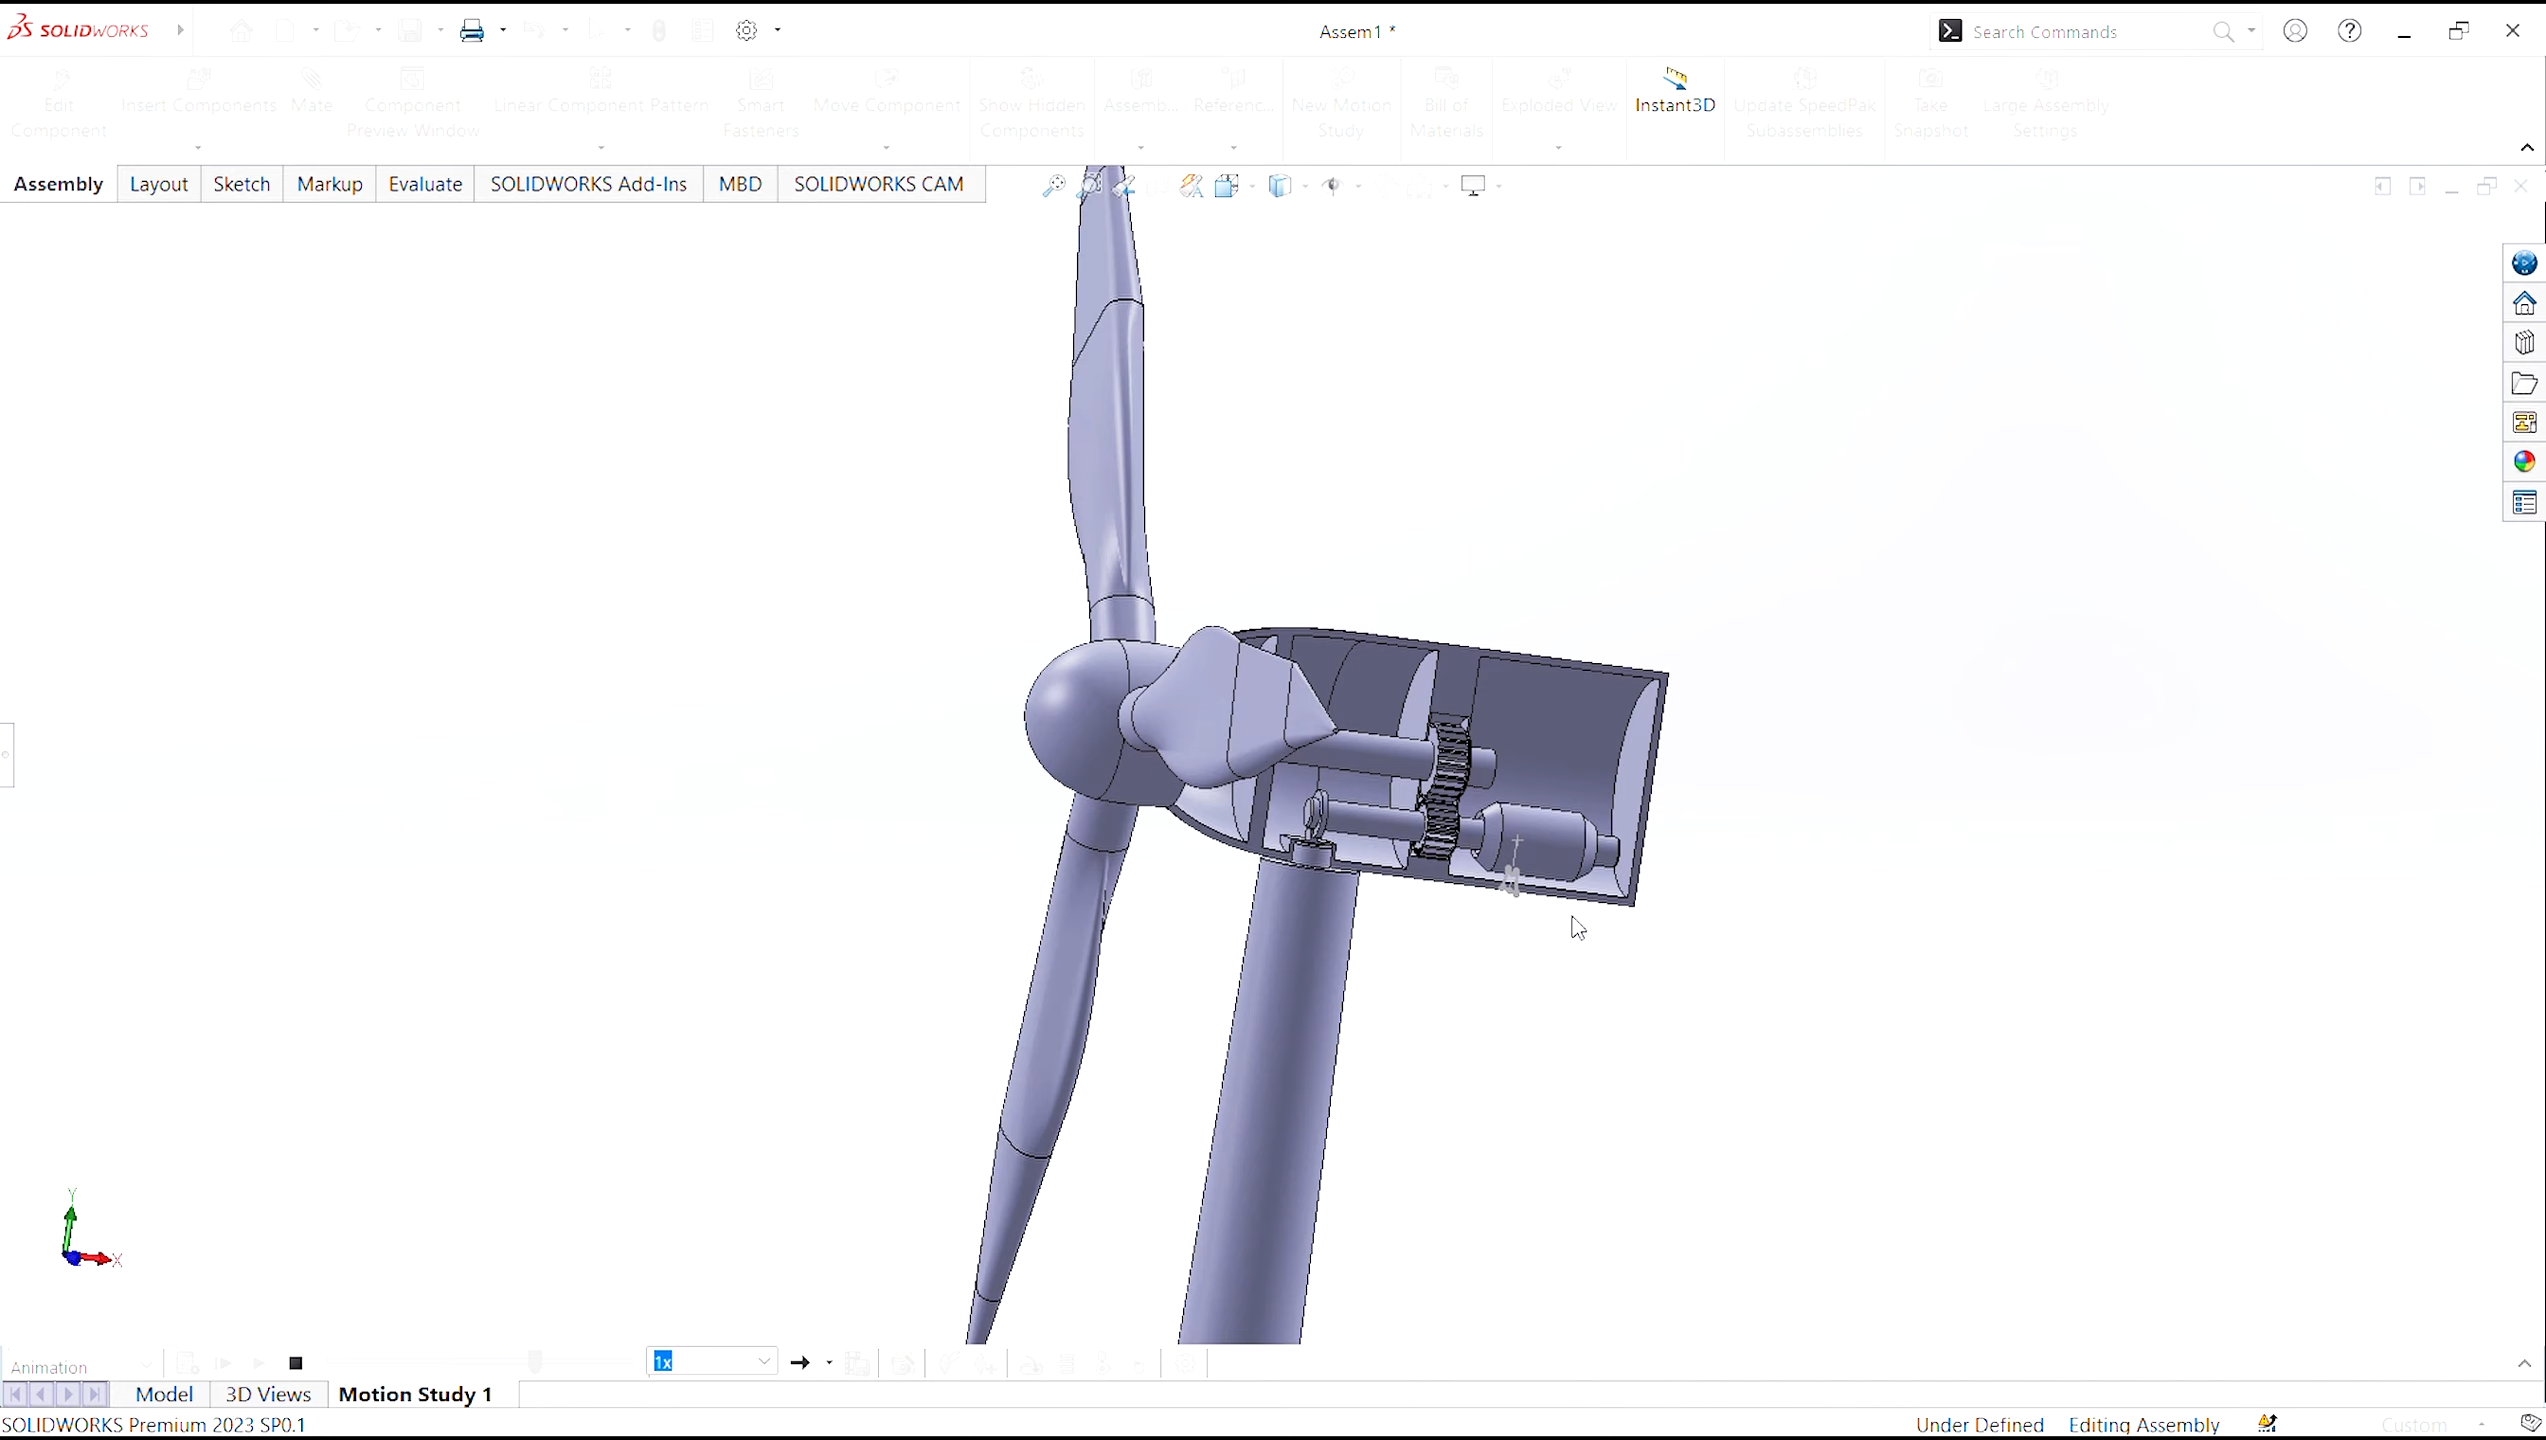 SOLIDWORKS
Assem1 *
Search Commands
Edit Component
Insert Components
Mate
Component Preview Window
Linear Component Pattern
Smart Fasteners
Move Component
Show Hidden Components
Assemb...
Referenc...
New Motion Study
Bill of Materials
Exploded View
Instant3D
Update SpeedPak Subassemblies
Take Snapshot
Large Assembly Settings
Assembly
Layout
Sketch
Markup
Evaluate
SOLIDWORKS Add-Ins
MBD
SOLIDWORKS CAM
Y
X
Animation
1x
Model
3D Views
Motion Study 1
SOLIDWORKS Premium 2023 SP0.1
Under Defined
Editing Assembly
Custom